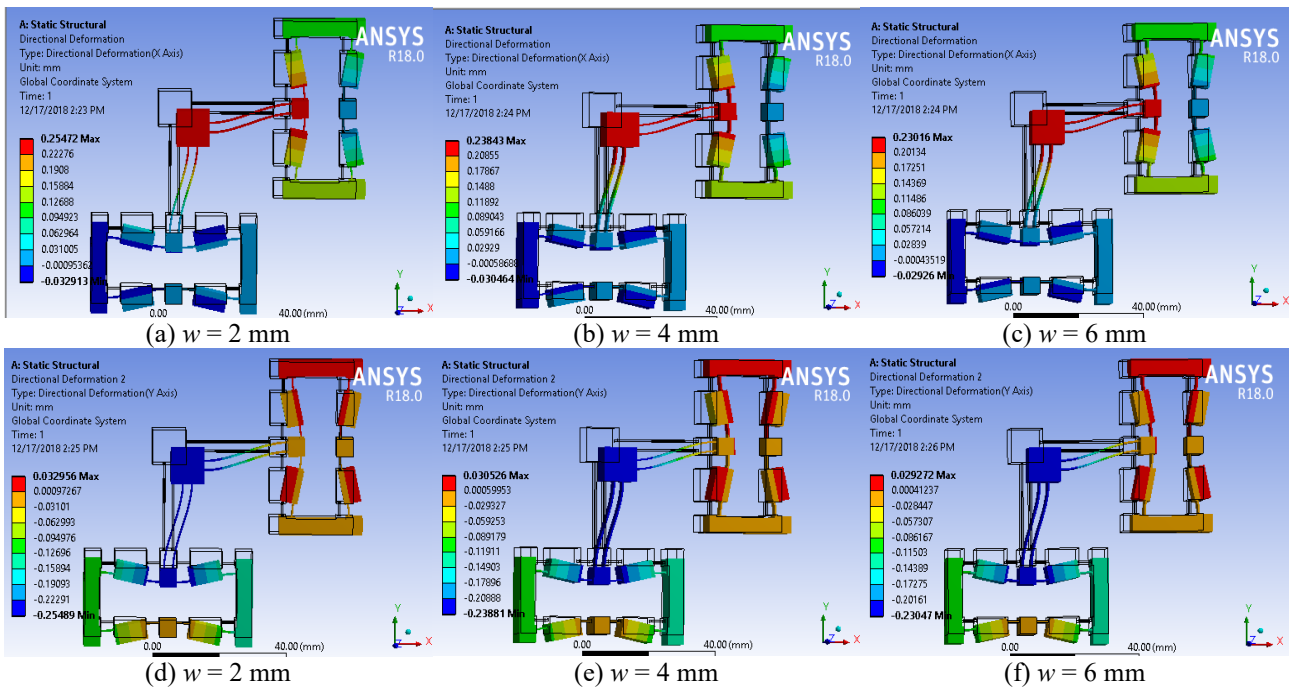 A: Static Structural
Directional Deformation
Type: Directional Deformation(X Axis)
Unit: mm
Global Coordinate System
Time: 1
12/17/2018 2:23 PM
ANSYS
R18.0
0.25472 Max
0.22276
0.1908
0.15884
0.12688
0.094923
0.062964
0.031005
-0.00095362
-0.032913 Min
Y
X
Z
0.00
40.00 (mm)
(a) w = 2 mm
A: Static Structural
Directional Deformation
Type: Directional Deformation(X Axis)
Unit: mm
Global Coordinate System
Time: 1
12/17/2018 2:24 PM
ANSYS
R18.0
0.23843 Max
0.20855
0.17867
0.1488
0.11892
0.089043
0.059166
0.02929
-0.00058688
-0.030464 Min
Y
X
Z
0.00
40.00 (mm)
(b) w = 4 mm
A: Static Structural
Directional Deformation
Type: Directional Deformation(X Axis)
Unit: mm
Global Coordinate System
Time: 1
12/17/2018 2:24 PM
ANSYS
R18.0
0.23016 Max
0.20134
0.17251
0.14369
0.11486
0.086039
0.057214
0.02839
-0.00043519
-0.02926 Min
Y
X
Z
0.00
40.00 (mm)
(c) w = 6 mm
A: Static Structural
Directional Deformation 2
Type: Directional Deformation(Y Axis)
Unit: mm
Global Coordinate System
Time: 1
12/17/2018 2:25 PM
ANSYS
R18.0
0.032956 Max
0.00097267
-0.03101
-0.062993
-0.094976
-0.12696
-0.15894
-0.19093
-0.22291
-0.25489 Min
Y
X
Z
0.00
40.00 (mm)
(d) w = 2 mm
A: Static Structural
Directional Deformation 2
Type: Directional Deformation(Y Axis)
Unit: mm
Global Coordinate System
Time: 1
12/17/2018 2:25 PM
ANSYS
R18.0
0.030526 Max
0.00059953
-0.029327
-0.059253
-0.089179
-0.11911
-0.14903
-0.17896
-0.20888
-0.23881 Min
Y
X
Z
0.00
40.00 (mm)
(e) w = 4 mm
A: Static Structural
Directional Deformation 2
Type: Directional Deformation(Y Axis)
Unit: mm
Global Coordinate System
Time: 1
12/17/2018 2:26 PM
ANSYS
R18.0
0.029272 Max
0.00041237
-0.02844​7
-0.057307
-0.086167
-0.11503
-0.14389
-0.17275
-0.20161
-0.23047 Min
Y
X
Z
0.00
40.00 (mm)
(f) w = 6 mm